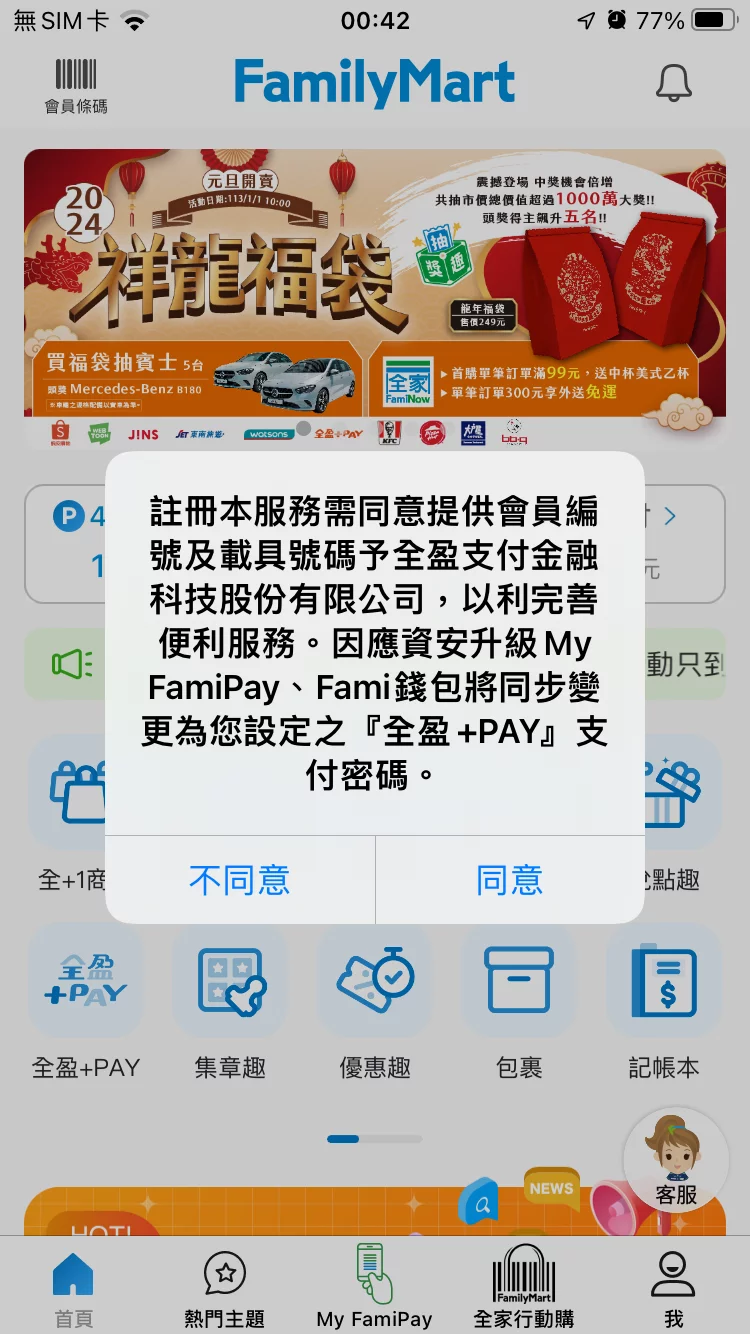 無SIM卡
00:42
77%
會員條碼
FamilyMart
2024
元旦開賣
活動日期:113/1/1 10:00
祥龍福袋
震撼登場 中獎機會倍增
共抽市價總價值超過1000萬大獎!!
頭獎得主飆升五名!!
抽獎趣
龍年福袋
售價249元
買福袋抽賓士 5台
頭獎 Mercedes-Benz B180
全家
FamiNow
首購單筆訂單滿99元,送中杯美式乙杯
單筆訂單300元享外送免運
WEBTOON
JINS
JET 東南旅遊
watsons
全盈+PAY
KFC
Pizza Hut
bb.q
P 4
1
元
註冊本服務需同意提供會員編
號及載具號碼予全盈支付金融
科技股份有限公司,以利完善
便利服務。因應資安升級 My
FamiPay、Fami錢包將同步變
更為您設定之『全盈+PAY』支
付密碼。
動只到
不同意
同意
全+1商
點趣
全盈+PAY
全盈+PAY
集章趣
優惠趣
包裹
記帳本
NEWS
客服
HOT!
FamilyMart
首頁
熱門主題
My FamiPay
全家行動購
我